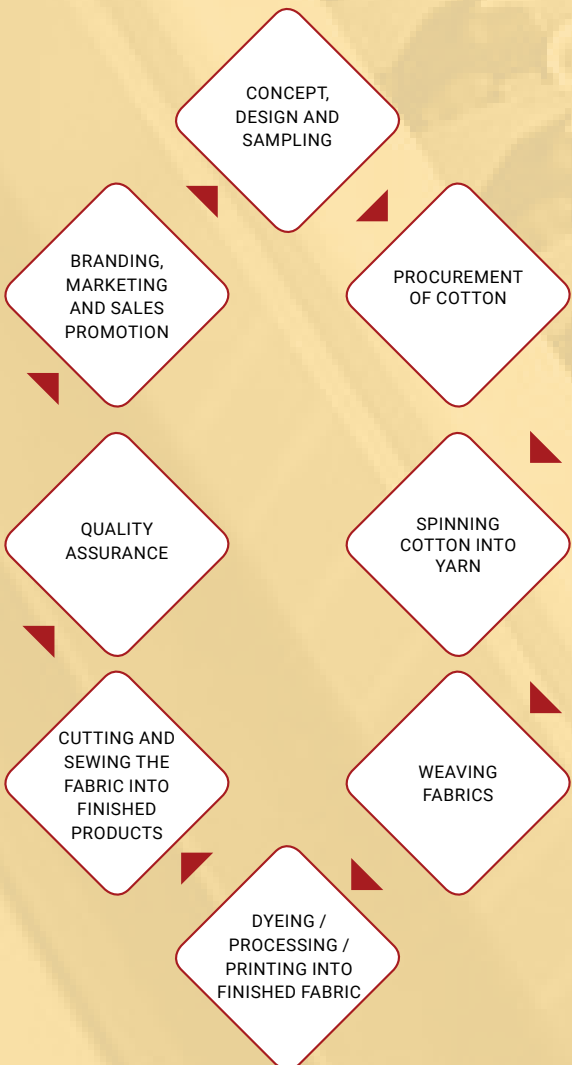 CONCEPT,
DESIGN AND
SAMPLING
BRANDING,
MARKETING
AND SALES
PROMOTION
PROCUREMENT
OF COTTON
QUALITY
ASSURANCE
SPINNING
COTTON INTO
YARN
CUTTING AND
SEWING THE
FABRIC INTO
FINISHED
PRODUCTS
WEAVING
FABRICS
DYEING /
PROCESSING /
PRINTING INTO
FINISHED FABRIC